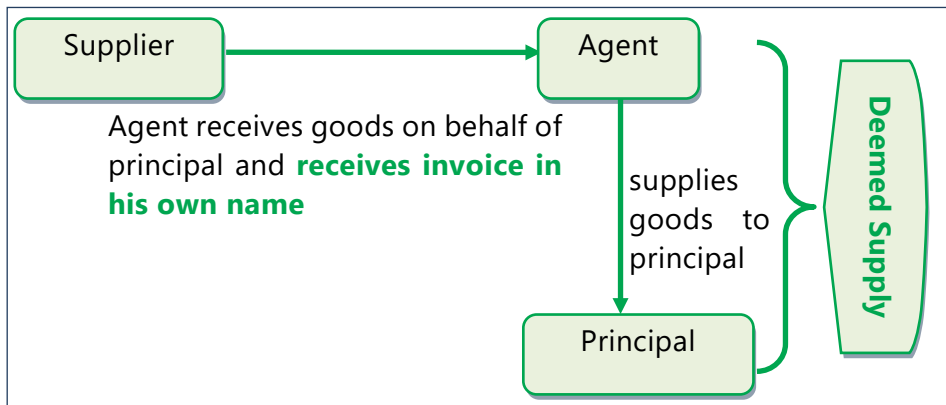 Supplier
Agent
Agent receives goods on behalf of
principal and receives invoice in
his own name
supplies
goods to
principal
Principal
Deemed Supply